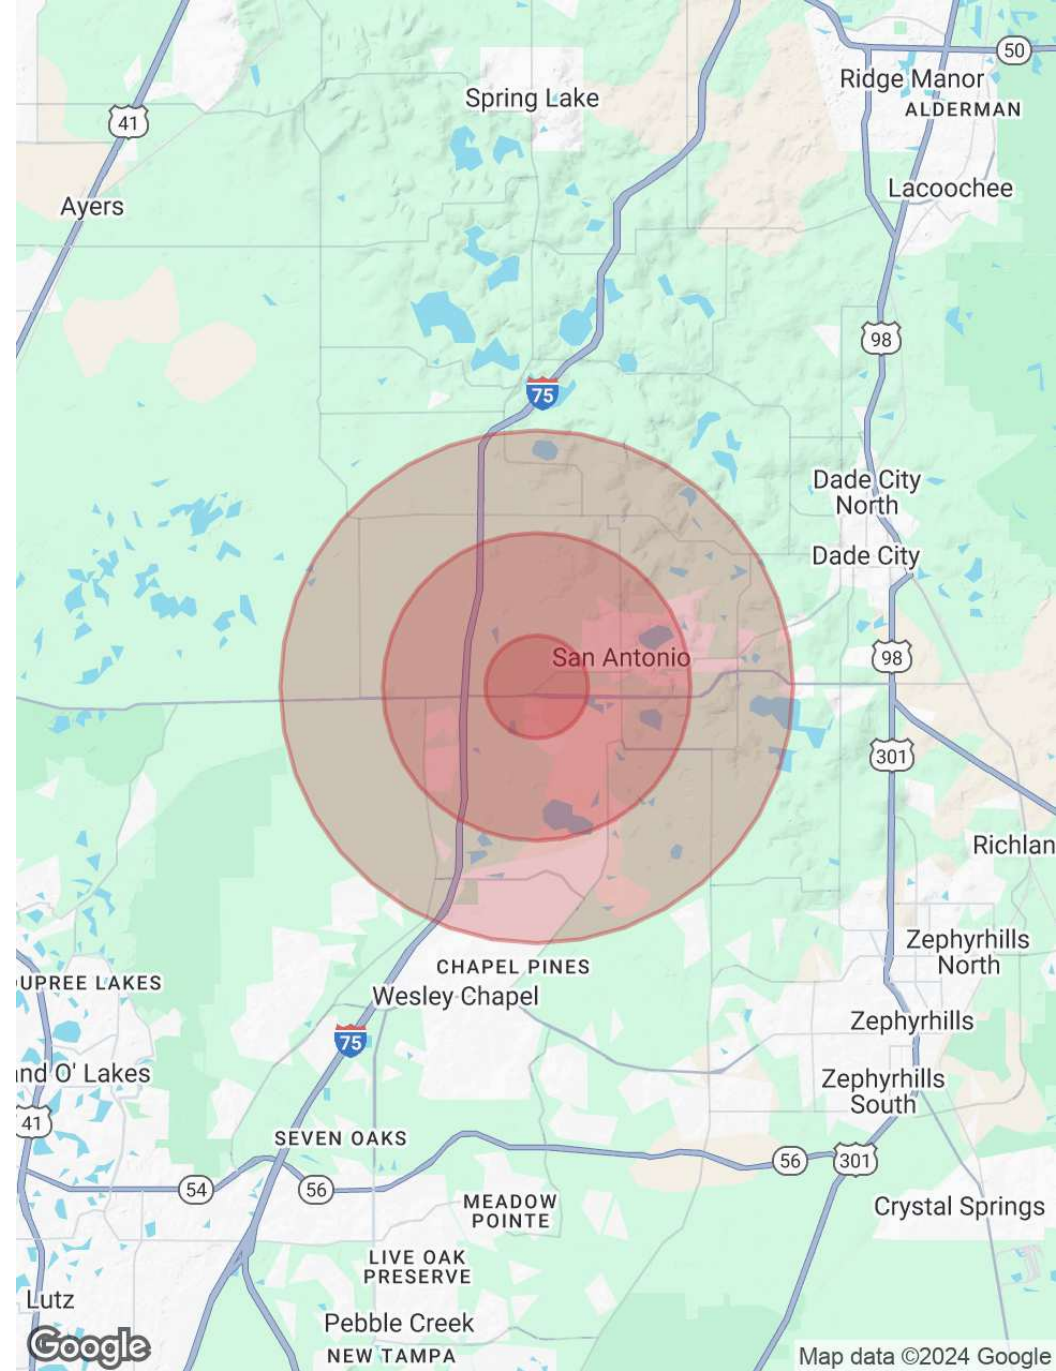 50
Ridge Manor
ALDERMAN
Spring Lake
41
Ayers
Lacoochee
98
75
Dade City
North
Dade City
San Antonio
98
301
Richlan
Zephyrhills
North
CHAPEL PINES
UPREE LAKES
Wesley Chapel
Zephyrhills
75
nd O' Lakes
Zephyrhills
South
41
SEVEN OAKS
56
301
54
56
MEADOW
POINTE
Crystal Springs
LIVE OAK
PRESERVE
Lutz
Pebble Creek
Google
NEW TAMPA
Map data ©2024 Google